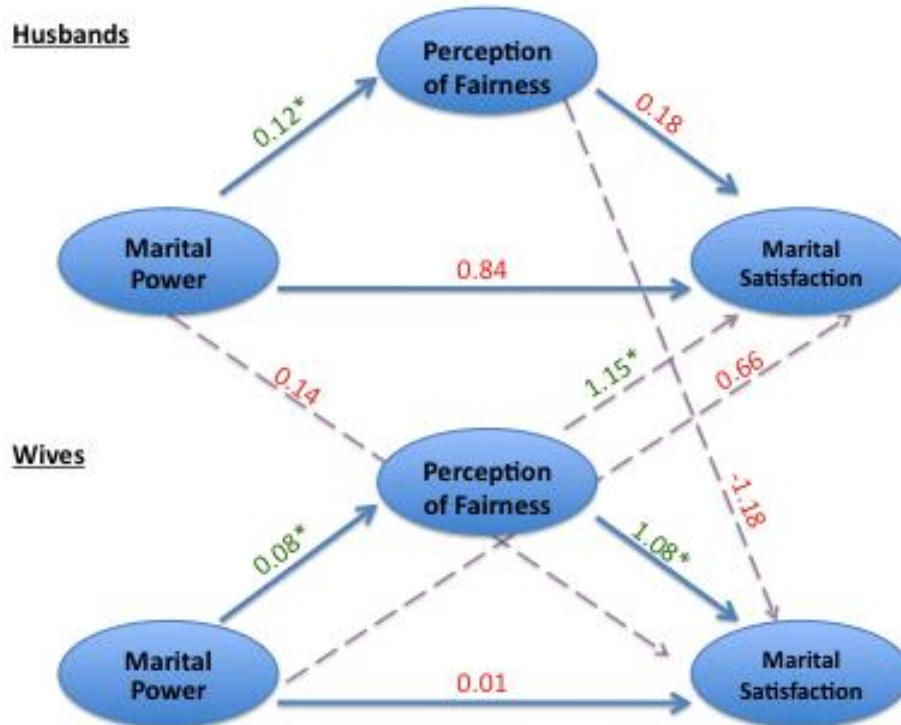 Husbands
Perception
of Fairness
0.12*
0.18
Marital
Power
0.84
Marital
Satisfaction
0.14
1.15*
0.66
Wives
Perception
of Fairness
-1.18
0.08*
1.08*
Marital
Power
0.01
Marital
Satisfaction